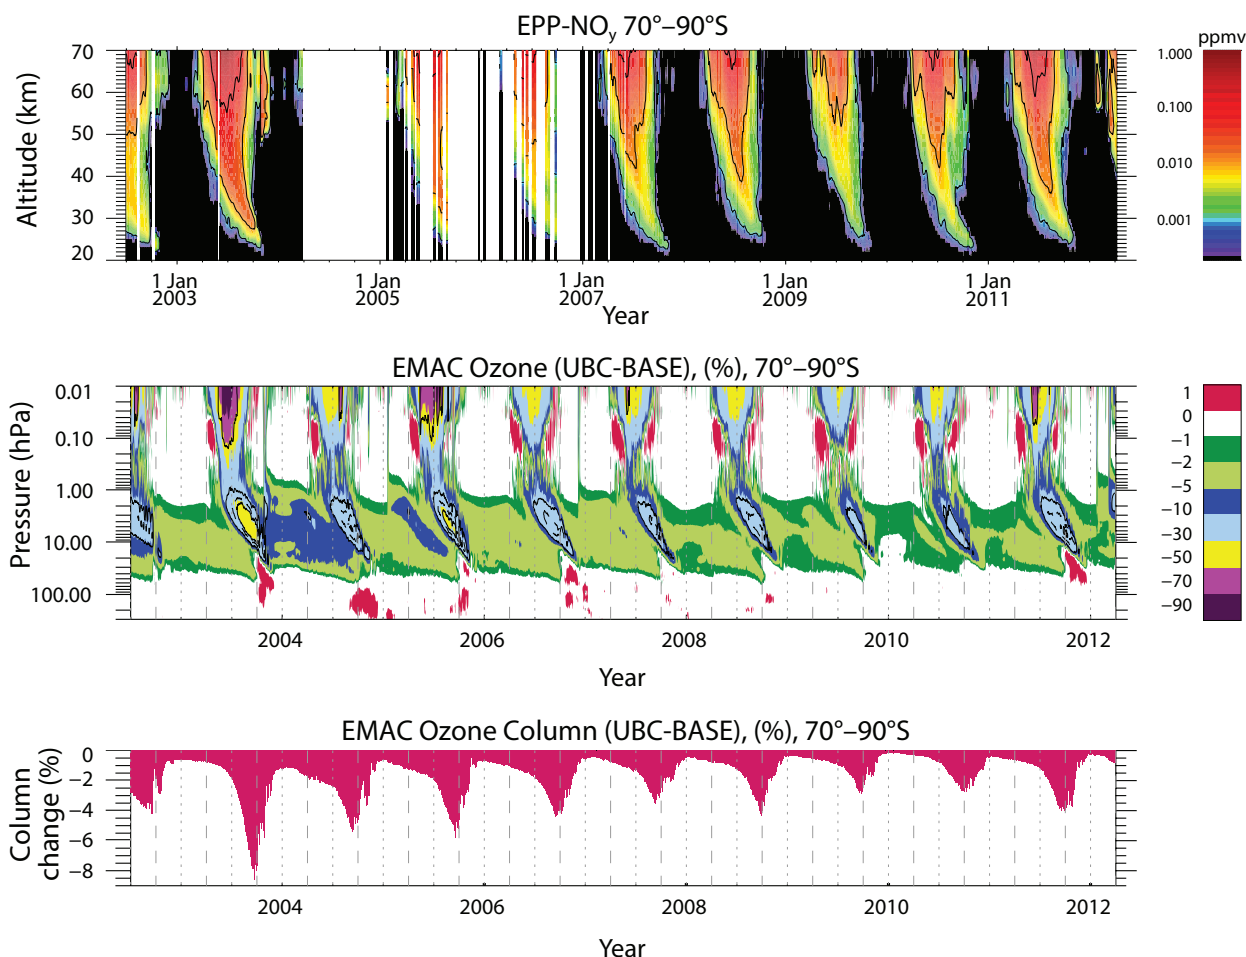 EPP-NOy 70°–90°S
ppmv
Altitude (km)
70
60
50
40
30
20
1.000
0.100
0.010
0.001
1 Jan 1 Jan 1 Jan 1 Jan 1 Jan
2003 2005 2007 2009 2011
Year
EMAC Ozone (UBC-BASE), (%), 70°–90°S
Pressure (hPa)
0.01
0.10
1.00
10.00
100.00
1
0
−1
−2
−5
−10
−30
−50
−70
−90
2004 2006 2008 2010 2012
Year
EMAC Ozone Column (UBC-BASE), (%), 70°–90°S
Column
change (%)
0
−2
−4
−6
−8
2004 2006 2008 2010 2012
Year